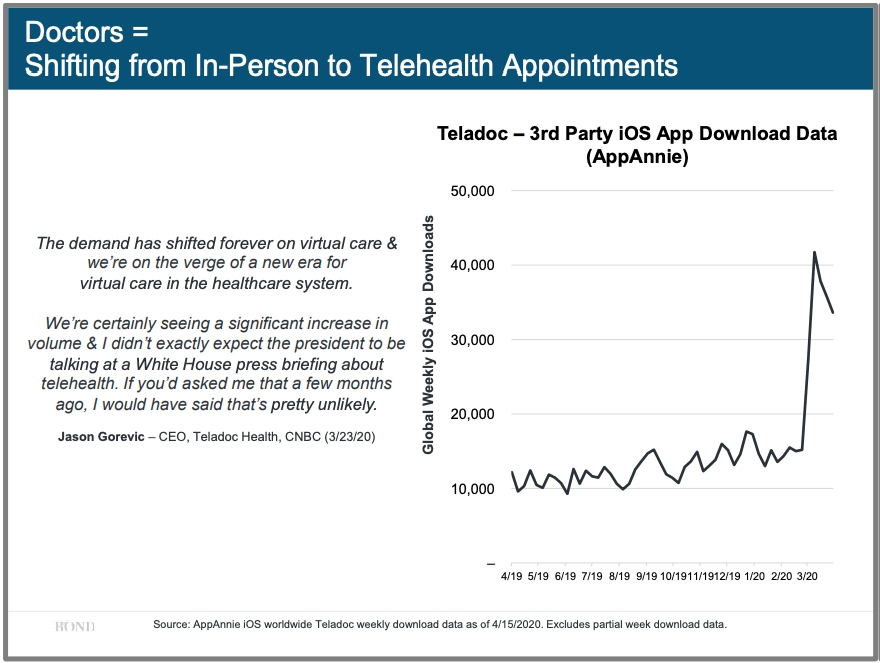 Doctors =
Shifting from In-Person to Telehealth Appointments
The demand has shifted forever on virtual care &
we’re on the verge of a new era for
virtual care in the healthcare system.
We’re certainly seeing a significant increase in
volume & I didn’t exactly expect the president to be
talking at a White House press briefing about
telehealth. If you’d asked me that a few months
ago, I would have said that’s pretty unlikely.
Jason Gorevic – CEO, Teladoc Health, CNBC (3/23/20)
Teladoc – 3rd Party iOS App Download Data
(AppAnnie)
Global Weekly iOS App Downloads
50,000
40,000
30,000
20,000
10,000
–
4/19 5/19 6/19 7/19 8/19 9/19 10/19 11/19 12/19 1/20 2/20 3/20
BOND
Source: AppAnnie iOS worldwide Teladoc weekly download data as of 4/15/2020. Excludes partial week download data.